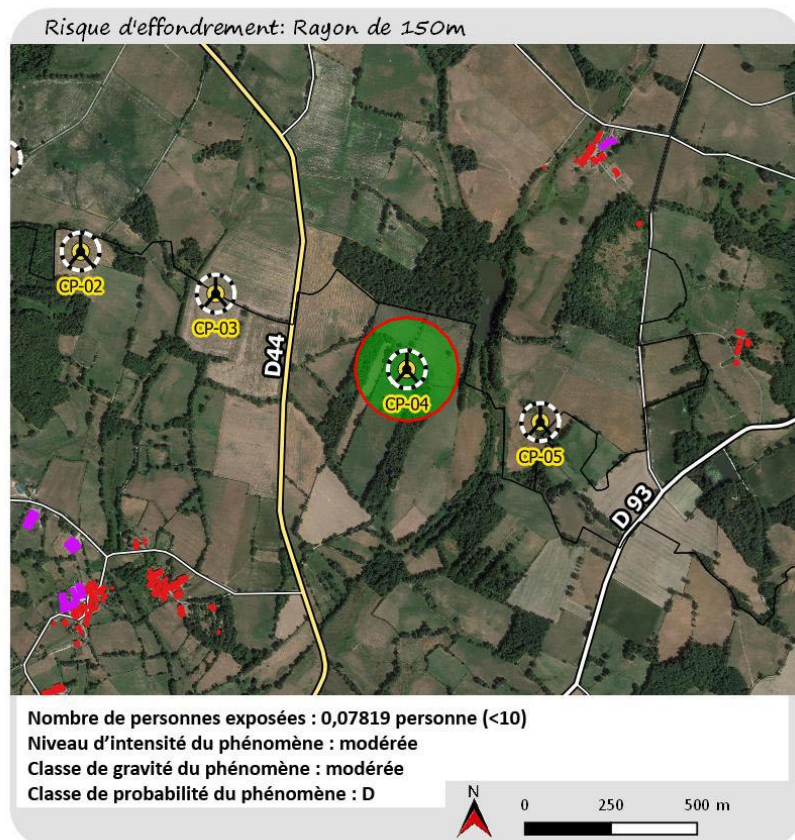 Risque d'effondrement: Rayon de 150m
CP-02
CP-03
D44
CP-04
CP-05
D 93
Nombre de personnes exposées : 0,07819 personne (<10)
Niveau d'intensité du phénomène : modérée
Classe de gravité du phénomène : modérée
Classe de probabilité du phénomène : D
N
0 250 500 m